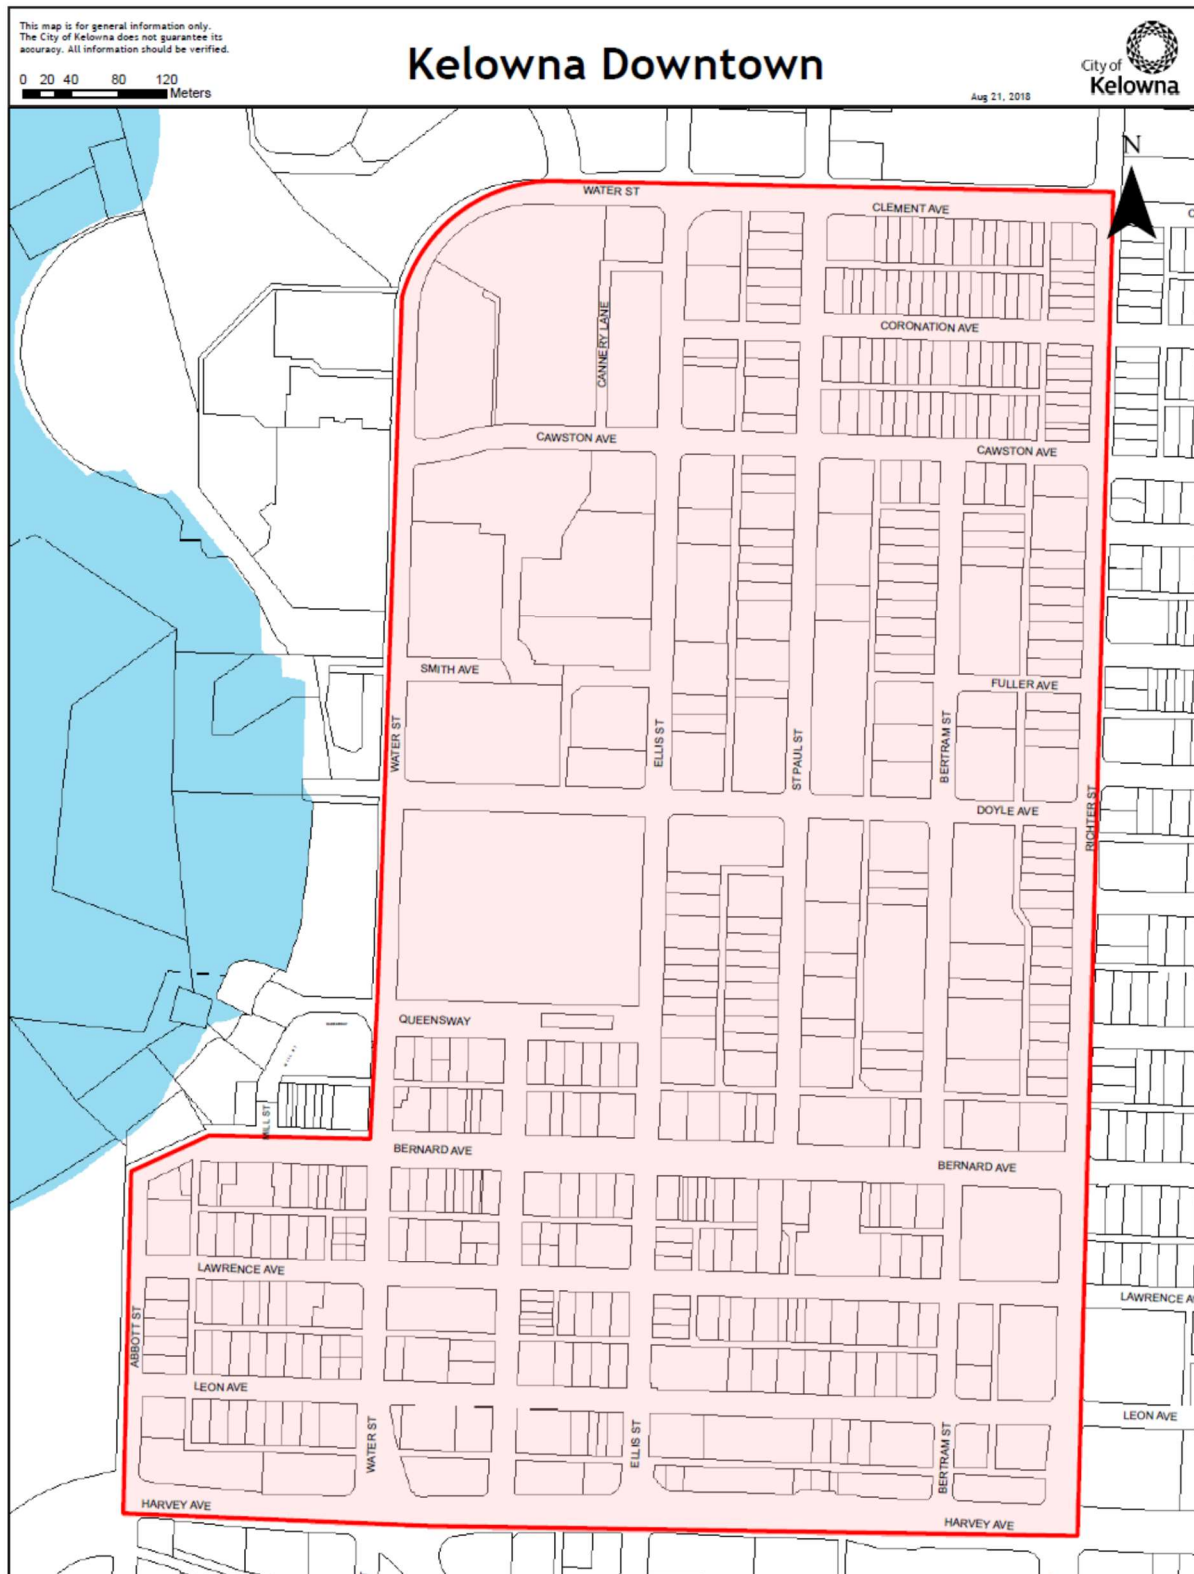 This map is for general information only.
The City of Kelowna does not guarantee its
accuracy. All information should be verified.
0 20 40 80 120
Meters
Kelowna Downtown
City of
Kelowna
Aug 21, 2018
N
WATER ST
CLEMENT AVE
C
CORONATION AVE
CANNERY LANE
CAWSTON AVE
CAWSTON AVE
SMITH AVE
FULLER AVE
WATER ST
ELLIS ST
ST PAUL ST
BERTRAM ST
RICHTER ST
DOYLE AVE
QUEENSWAY
MILL ST
BERNARD AVE
BERNARD AVE
LAWRENCE AVE
LAWRENCE AV
ABBOTT ST
LEON AVE
LEON AVE
WATER ST
ELLIS ST
BERTRAM ST
HARVEY AVE
HARVEY AVE